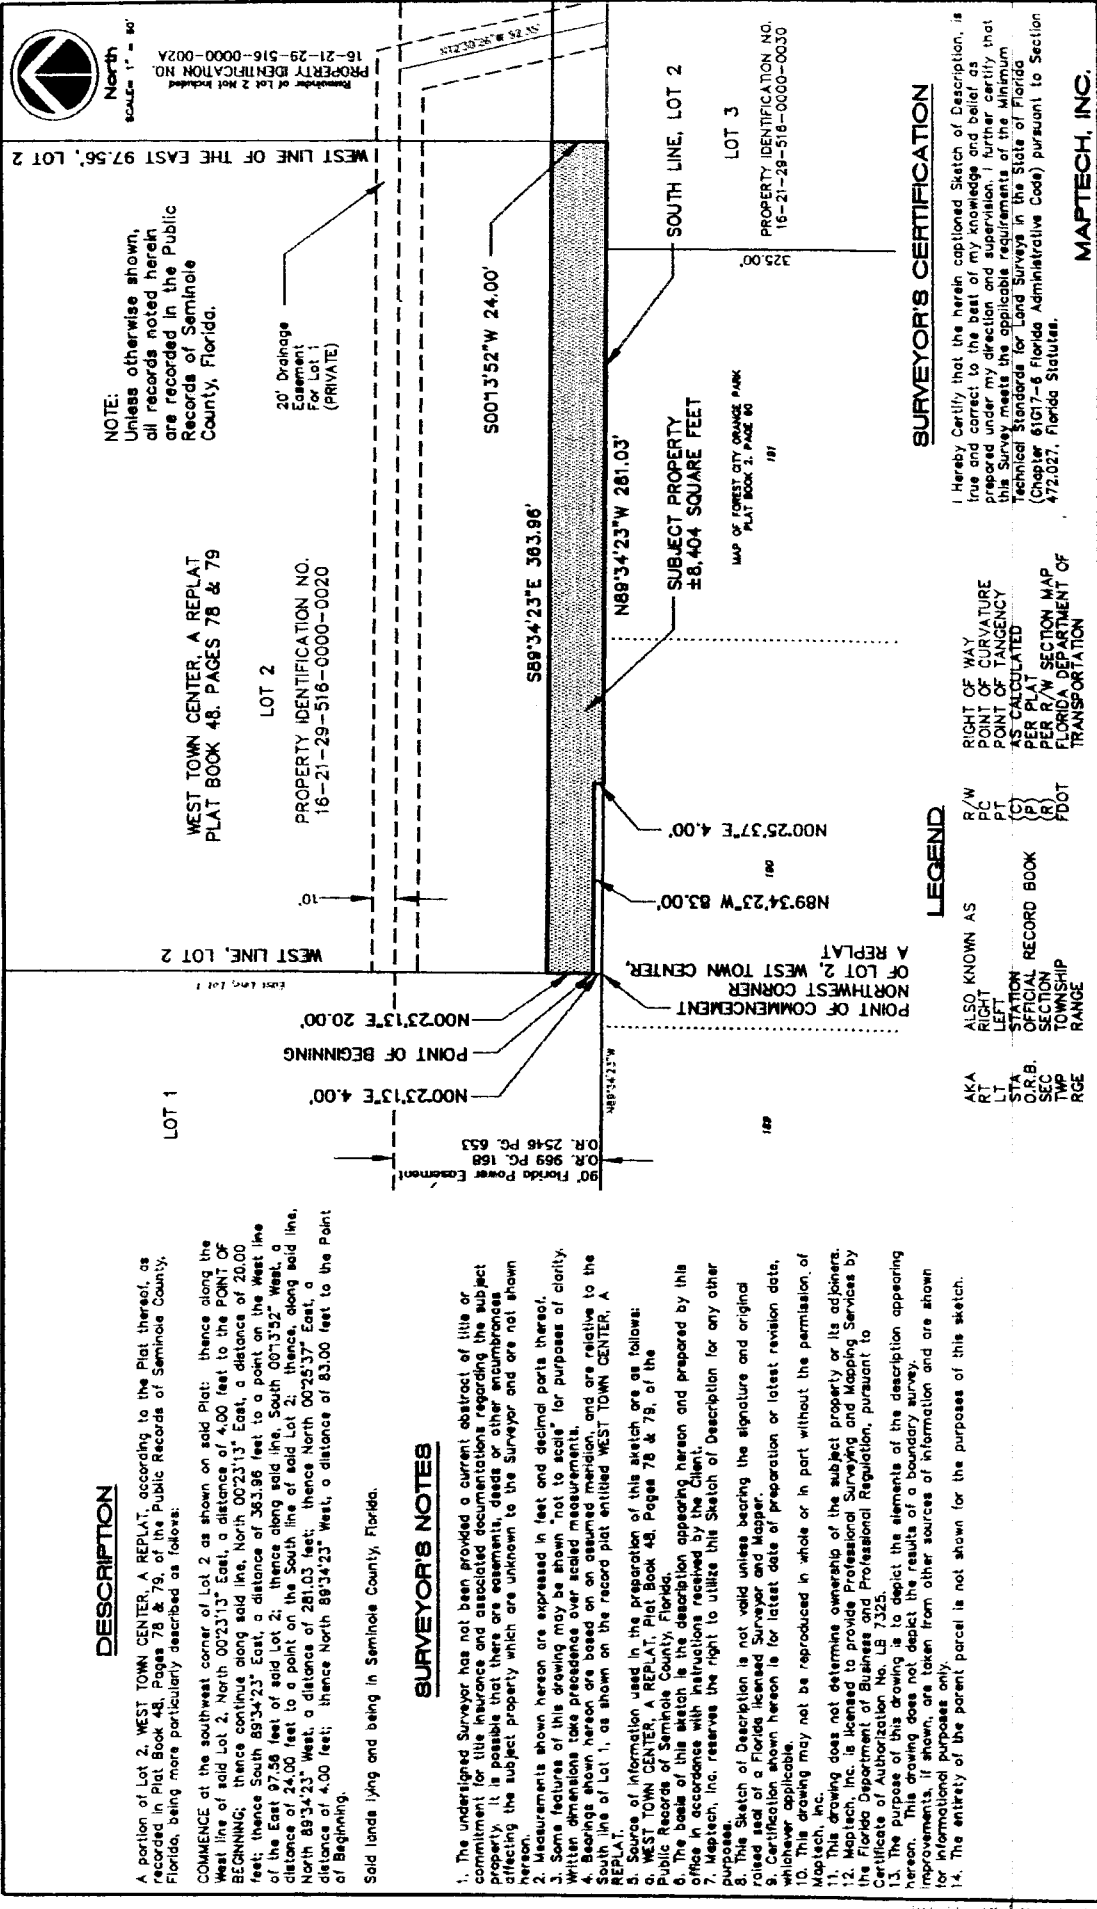 DESCRIPTION
A portion of Lot 2, WEST TOWN CENTER, A REPLAT, according to the Plat thereof, as
recorded in Plat Book 48, Pages 78 & 79, of the Public Records of Seminole County,
Florida, being more particularly described as follows:
COMMENCE at the southwest corner of Lot 2 as shown on said Plat: thence along the
West line of said Lot 2, North 00°23'13" East, a distance of 4.00 feet to the POINT OF
BEGINNING; thence continue along said line, North 00°23'13" East, a distance of 20.00
feet; thence South 89°34'23" East, a distance of 363.96 feet to a point on the West line
of the East 97.56 feet of said Lot 2; thence along said line, South 00°13'52" West, a
distance of 24.00 feet to a point on the South line of said Lot 2; thence, along said line,
North 89°34'23" West, a distance of 281.03 feet; thence North 00°25'37" East, a
distance of 4.00 feet; thence North 89°34'23" West, a distance of 83.00 feet to the Point
of Beginning.
Said lands lying and being in Seminole County, Florida.
SURVEYOR'S NOTES
1. The undersigned Surveyor has not been provided a current abstract of title or
commitment for title insurance and associated documentations regarding the subject
property. It is possible that there are easements, deeds or other encumbrances
affecting the subject property which are unknown to the Surveyor and are not shown
hereon.
2. Measurements shown hereon are expressed in feet and decimal parts thereof.
3. Some features of this drawing may be shown "not to scale" for purposes of clarity.
Written dimensions take precedence over scaled measurements.
4. Bearings shown hereon are based on assumed meridian, and are relative to the
South line of Lot 1, as shown on the record plat entitled WEST TOWN CENTER, A
REPLAT.
5. Source of information used in the preparation of this sketch are as follows:
a. WEST TOWN CENTER, A REPLAT, Plat Book 48, Pages 78 & 79, of the
Public Records of Seminole County, Florida.
6. The basis of this sketch is the description appearing hereon and prepared by this
office in accordance with instructions received by the Client.
7. Maptech, Inc. reserves the right to utilize this Sketch of Description for any other
purposes.
8. This Sketch of Description is not valid unless bearing the signature and original
raised seal of a Florida licensed Surveyor and Mapper.
9. Certification shown hereon is for latest date of preparation or latest revision date,
whichever applicable.
10. This drawing may not be reproduced in whole or in part without the permission of
Maptech, Inc.
11. This drawing does not determine ownership of the subject property or its adjoiners.
12. Maptech, Inc. is licensed to provide Professional Surveying and Mapping Services by
the Florida Department of Business and Professional Regulation, pursuant to
Certificate of Authorization No. LB 7325.
13. The purpose of this drawing is to depict the elements of the description appearing
hereon. This drawing does not depict the results of a boundary survey.
improvements, if shown, are taken from other sources of information and are shown
for informational purposes only.
14. The entirety of the parent parcel is not shown for the purposes of this sketch.
LOT 1
90' Florida Power Easement
O.R. 969 PG. 168
O.R. 2546 PG. 653
N00°23'13"E 4.00'
POINT OF BEGINNING
N00°23'13"E 20.00'
N89°34'23"W
189
East Line, Lot 1
WEST LINE, LOT 2
POINT OF COMMENCEMENT
NORTHWEST CORNER
OF LOT 2, WEST TOWN CENTER,
A REPLAT
10'
WEST TOWN CENTER, A REPLAT
PLAT BOOK 48. PAGES 78 & 79
LOT 2
PROPERTY IDENTIFICATION NO.
16-21-29-516-0000-0020
N89°34'23"W 83.00'
190
N00°25'37"E 4.00'
S89°34'23"E 363.96'
N89°34'23"W 281.03'
SUBJECT PROPERTY
±8,404 SQUARE FEET
MAP OF FOREST CITY ORANGE PARK
PLAT BOOK 2, PAGE 60
191
NOTE:
Unless otherwise shown,
all records noted herein
are recorded in the Public
Records of Seminole
County, Florida.
20' Drainage
Easement
For Lot 1
(PRIVATE)
S00°13'52"W 24.00'
SOUTH LINE, LOT 2
325.00'
LOT 3
PROPERTY IDENTIFICATION NO.
16-21-29-516-0000-0030
WEST LINE OF THE EAST 97.56', LOT 2
North
SCALE: 1" = 60'
Remainder of Lot 2 Not Included
PROPERTY IDENTIFICATION NO.
16-21-29-516-0000-002A
LEGEND
AKA ALSO KNOWN AS
RT RIGHT
LT LEFT
STA STATION
O.R.B. OFFICIAL RECORD BOOK
SEC SECTION
TWP TOWNSHIP
RGE RANGE
R/W RIGHT OF WAY
PC POINT OF CURVATURE
PT POINT OF TANGENCY
(C) AS CALCULATED
(P) PER PLAT
(R) PER R/W SECTION MAP
FDOT FLORIDA DEPARTMENT OF
TRANSPORTATION
SURVEYOR'S CERTIFICATION
I Hereby Certify that the herein captioned Sketch of Description, is
true and correct to the best of my knowledge and belief as
prepared under my direction and supervision. I further certify that
this Survey meets the applicable requirements of the Minimum
Technical Standards for Land Surveys in the State of Florida
(Chapter 61G17-6 Florida Administrative Code) pursuant to Section
472.027, Florida Statutes.
MAPTECH, INC.